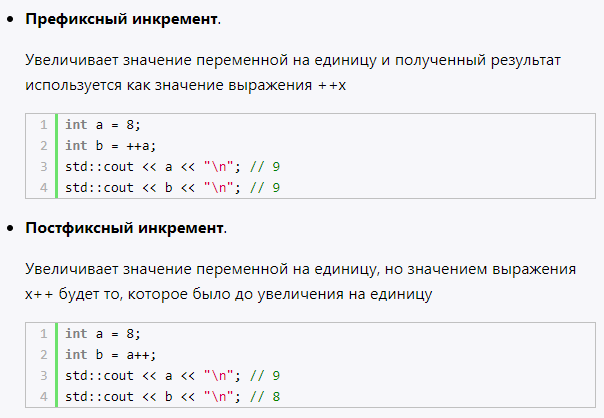 Префиксный инкремент.
Увеличивает значение переменной на единицу и полученный результат
используется как значение выражения ++x
1 int a = 8;
2 int b = ++a;
3 std::cout << a << "\n"; // 9
4 std::cout << b << "\n"; // 9
Постфиксный инкремент.
Увеличивает значение переменной на единицу, но значением выражения
x++ будет то, которое было до увеличения на единицу
1 int a = 8;
2 int b = a++;
3 std::cout << a << "\n"; // 9
4 std::cout << b << "\n"; // 8